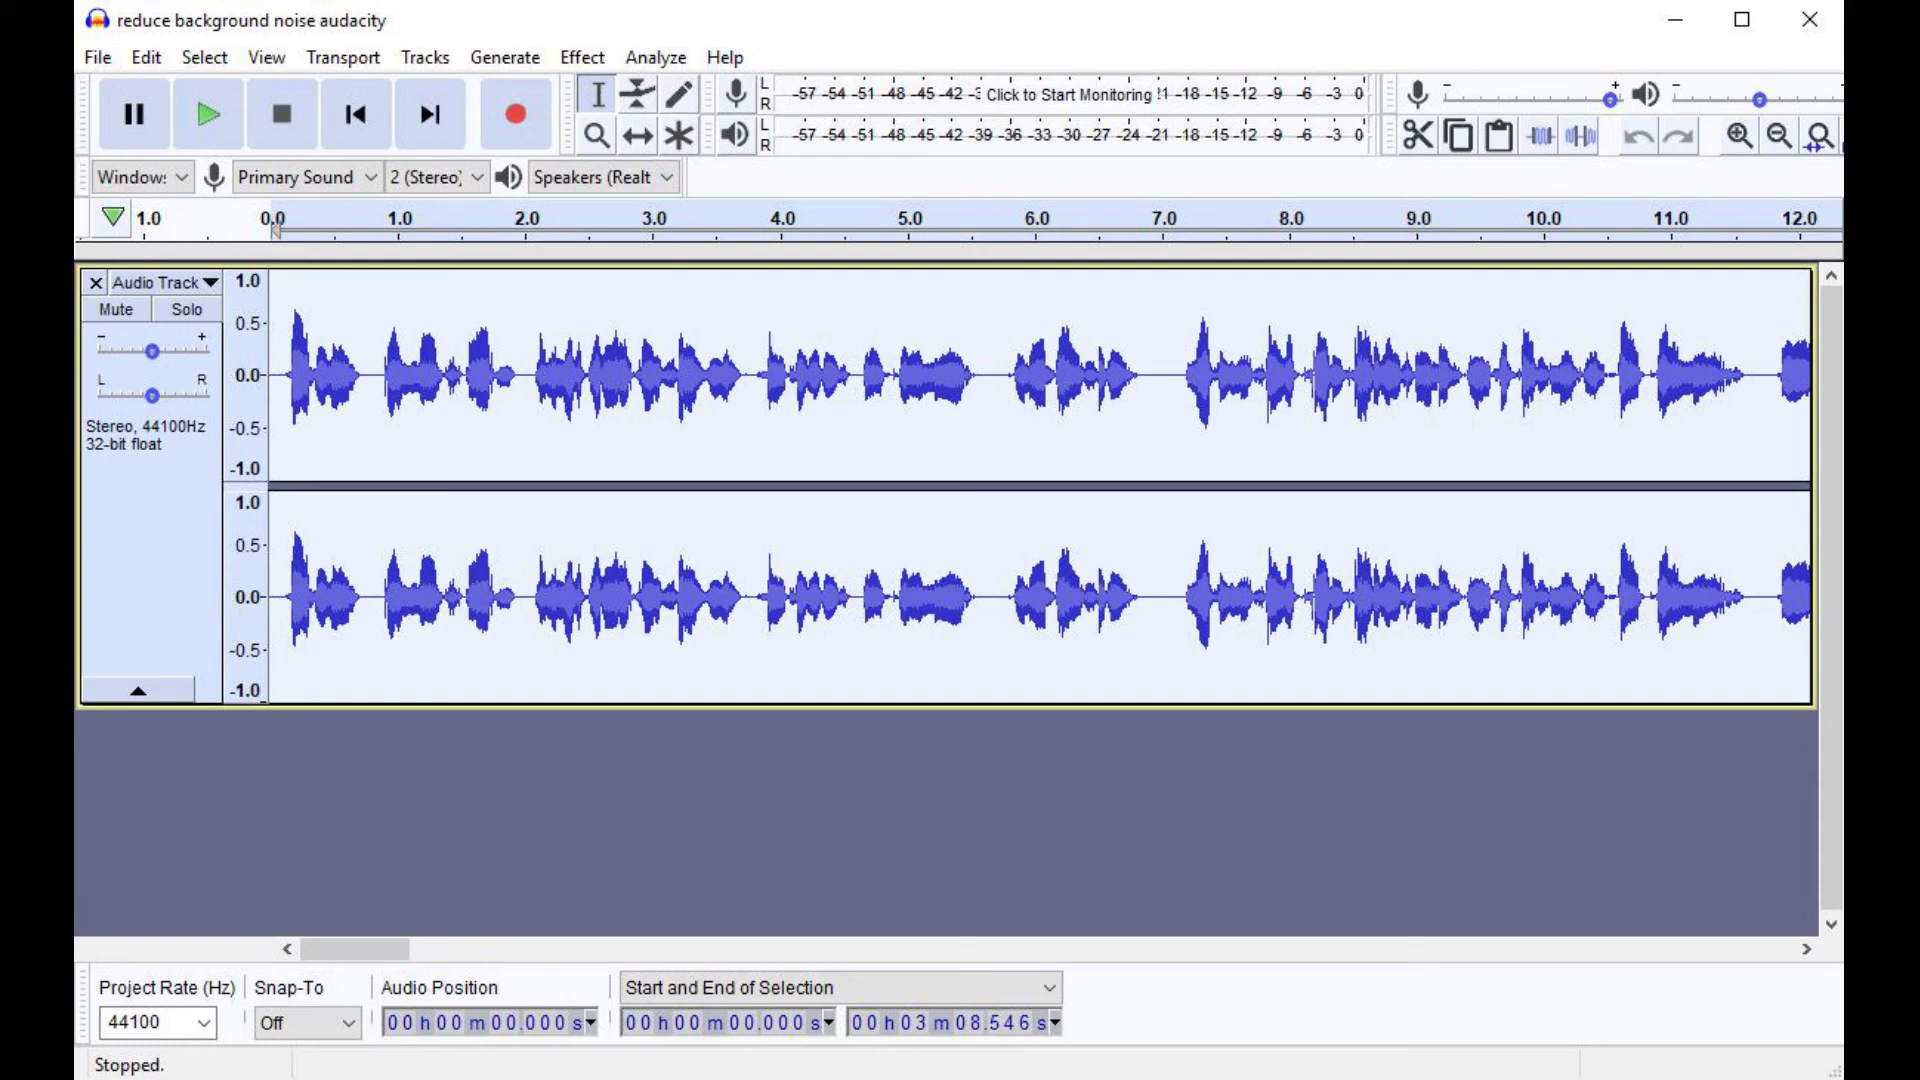 reduce background noise audacity
File Edit Select View Transport Tracks Generate Effect Analyze Help
L
R
-57 -54 -51 -48 -45 -42 -3 Click to Start Monitoring !1 -18 -15 -12 -9 -6 -3 0
- +
-
L
R
-57 -54 -51 -48 -45 -42 -39 -36 -33 -30 -27 -24 -21 -18 -15 -12 -9 -6 -3 0
Window: Primary Sound 2 (Stereo) Speakers (Realt
1.0 0.0 1.0 2.0 3.0 4.0 5.0 6.0 7.0 8.0 9.0 10.0 11.0 12.0
Audio Track 1.0
Mute Solo
0.5
- +
0.0
L R
Stereo, 44100Hz
-0.5
32-bit float
-1.0
1.0
0.5
0.0
-0.5
-1.0
Project Rate (Hz) Snap-To Audio Position Start and End of Selection
44100 Off 00 h 00 m 00.000 s 00 h 00 m 00.000 s 00 h 03 m 08.546 s
Stopped.